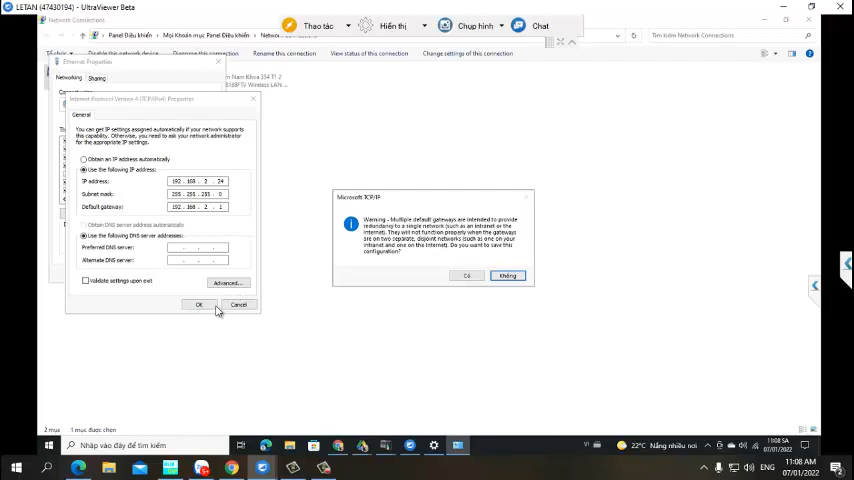 LETAN (47430194) - UltraViewer Beta
Network Connections
Thao tác
Hiển thị
Chụp hình
Chat
Panel Điều khiển
Mọi Khoản mục Panel Điều khiển
Tìm kiếm Network Connections
Tổ chức
Disable this network device
Rename this connection
View status of this connection
Change settings of this connection
Ethernet Properties
Networking
Sharing
m Nam Khoa 354 T! 2
8188FTV Wireless LAN ...
Internet Protocol Version 4 (TCP/IPv4) Properties
General
You can get IP settings assigned automatically if your network supports
this capability. Otherwise, you need to ask your network administrator
for the appropriate IP settings.
Obtain an IP address automatically
Use the following IP address:
IP address:
192 . 168 . 2 . 24
Subnet mask:
255 . 255 . 255 . 0
Default gateway:
192 . 168 . 2 . 1
Obtain DNS server address automatically
Use the following DNS server addresses:
Preferred DNS server:
Alternate DNS server:
Validate settings upon exit
Advanced...
OK
Cancel
Microsoft TCP/IP
Warning - Multiple default gateways are intended to provide
redundancy to a single network (such as an intranet or the
Internet). They will not function properly when the gateways
are on two separate, disjoint networks (such as one on your
intranet and one on the Internet). Do you want to save this
configuration?
Có
Không
2 mục
1 mục được chọn
Nhập vào đây để tìm kiếm
VI
22°C Nắng nhiều nơi
11:08 SA
07/01/2022
ENG
11:08 AM
07/01/2022